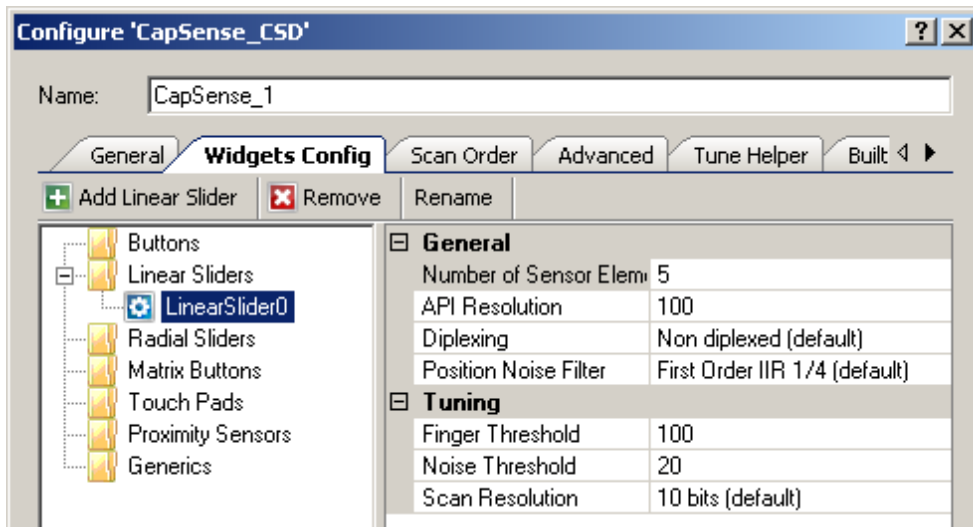 Configure 'CapSense_CSD'
Name: CapSense_1
General Widgets Config Scan Order Advanced Tune Helper Built
Add Linear Slider Remove Rename
Buttons
Linear Sliders
LinearSlider0
Radial Sliders
Matrix Buttons
Touch Pads
Proximity Sensors
Generics
General
Number of Sensor Elem 5
API Resolution 100
Diplexing Non diplexed (default)
Position Noise Filter First Order IIR 1/4 (default)
Tuning
Finger Threshold 100
Noise Threshold 20
Scan Resolution 10 bits (default)